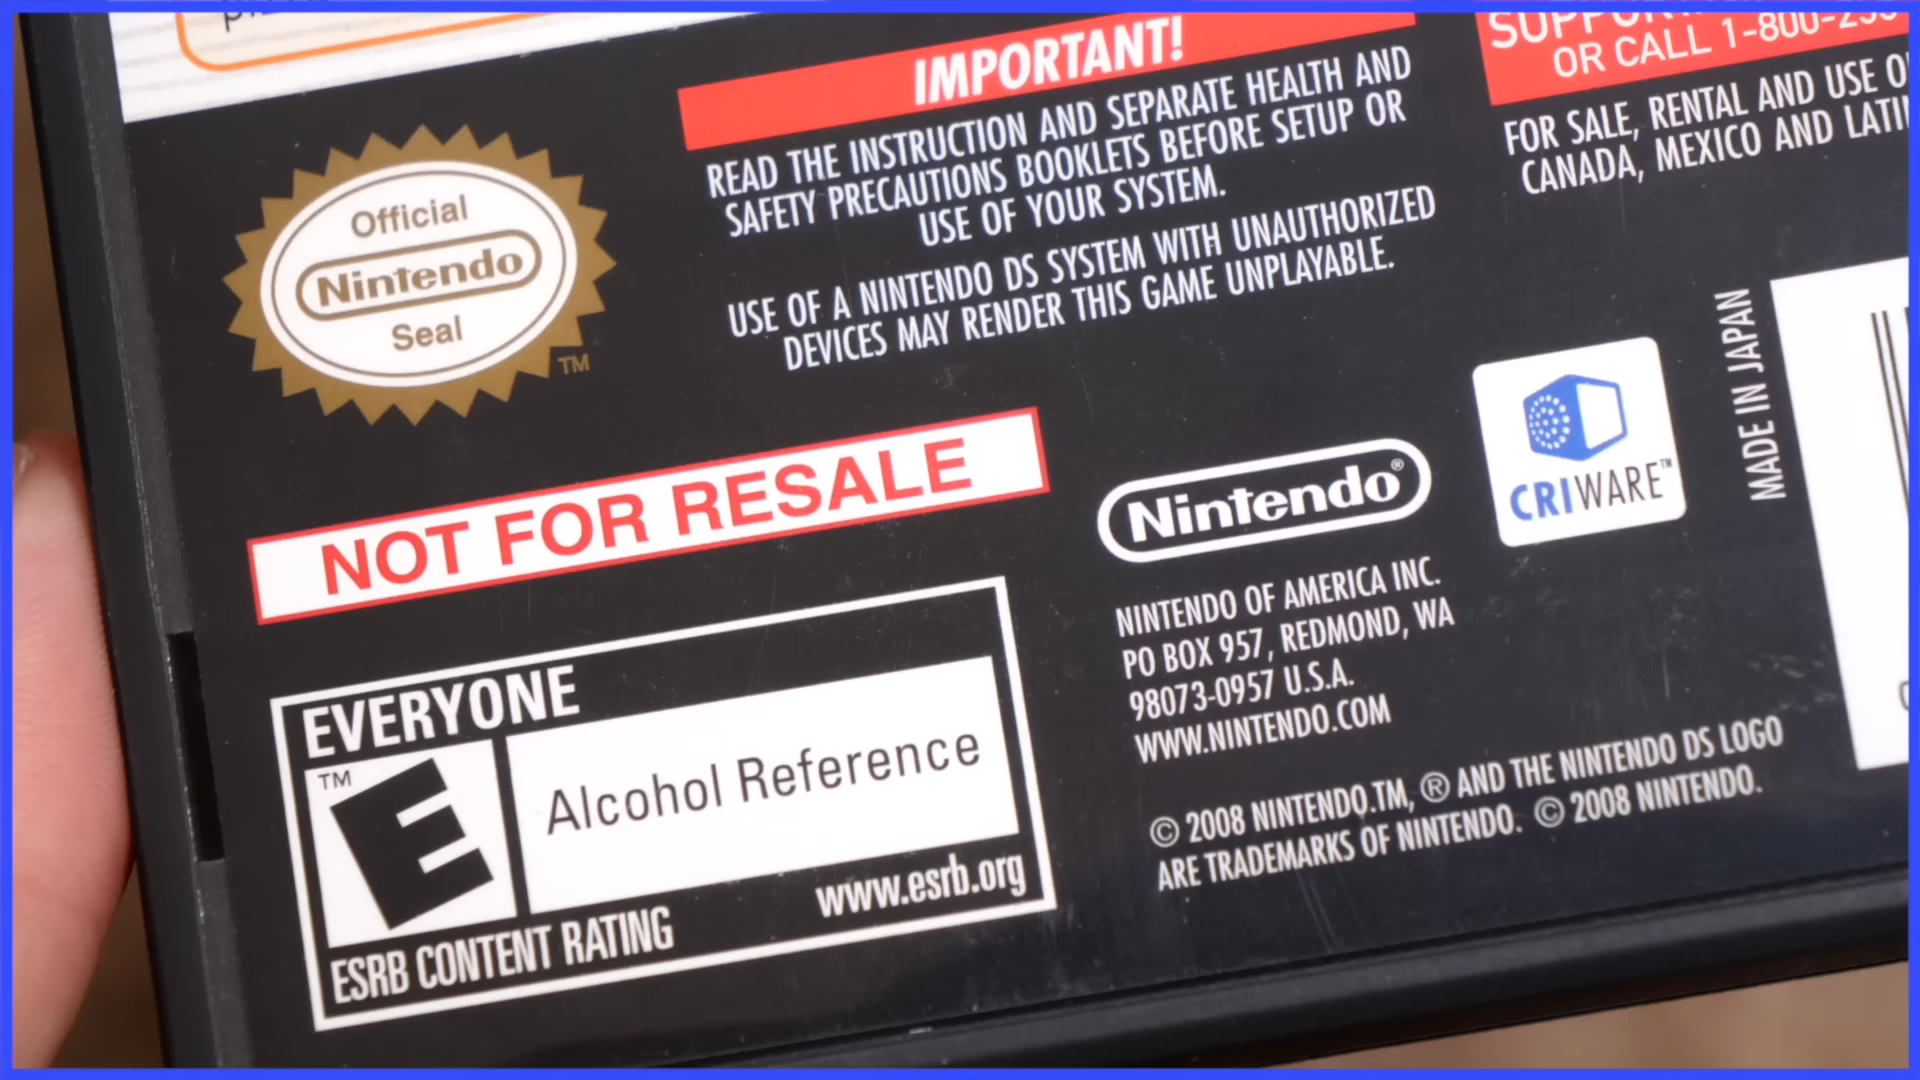 IMPORTANT!
READ THE INSTRUCTION AND SEPARATE HEALTH AND
SAFETY PRECAUTIONS BOOKLETS BEFORE SETUP OR
USE OF YOUR SYSTEM.
USE OF A NINTENDO DS SYSTEM WITH UNAUTHORIZED
DEVICES MAY RENDER THIS GAME UNPLAYABLE.
OR CALL 1-800-
FOR SALE, RENTAL AND USE
CANADA, MEXICO AND
Official
Nintendo
Seal
TM
NOT FOR RESALE
Nintendo®
CRIWARE™
MADE IN JAPAN
NINTENDO OF AMERICA INC.
PO BOX 957, REDMOND, WA
98073-0957 U.S.A.
WWW.NINTENDO.COM
© 2008 NINTENDO.TM, ® AND THE NINTENDO DS LOGO
ARE TRADEMARKS OF NINTENDO. © 2008 NINTENDO.
EVERYONE
TM
E
Alcohol Reference
ESRB CONTENT RATING
www.esrb.org